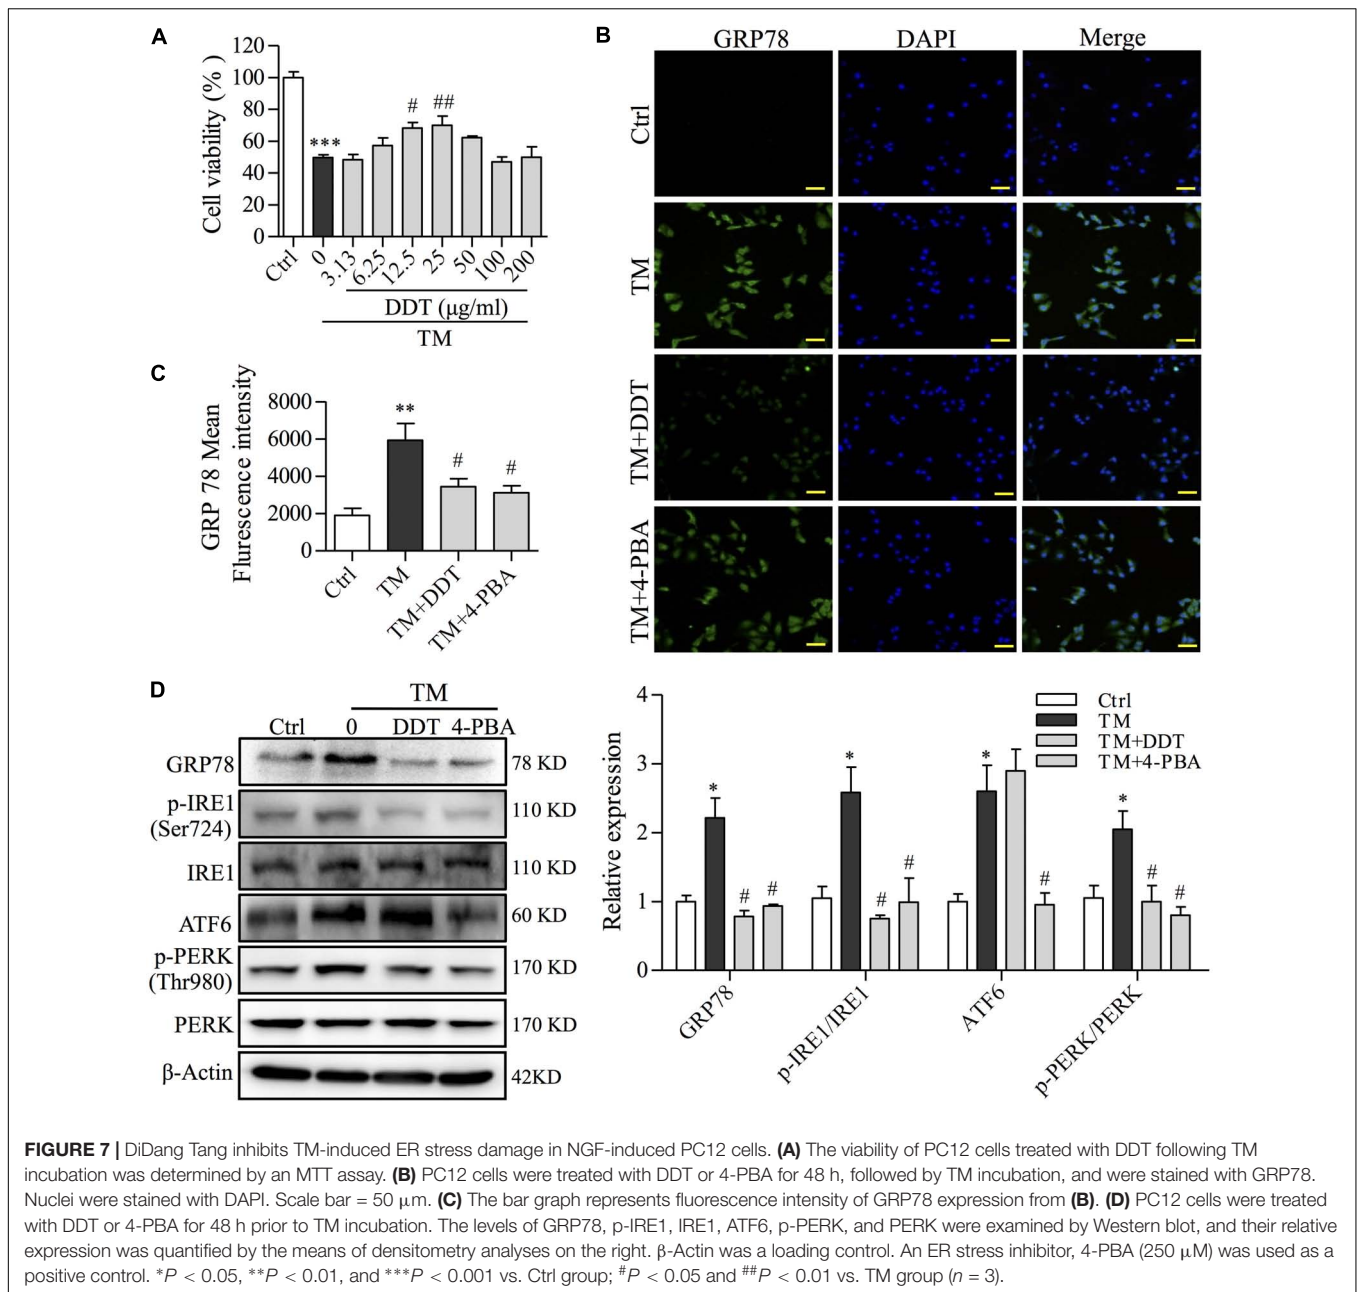 A
120
100
80
60
40
20
0
Cell viability (% )
***
#
##
Ctrl
0
3.13
6.25
12.5
25
50
100
200
DDT (μg/ml)
TM
B
GRP78 DAPI Merge
Ctrl
TM
TM+DDT
TM+4-PBA
C
GRP 78 Mean
Flurescence intensity
8000
6000
4000
2000
0
**
#
#
Ctrl
TM
TM+DDT
TM+4-PBA
D
TM
Ctrl 0 DDT 4-PBA
GRP78 78 KD
p-IRE1
(Ser724)
110 KD
IRE1 110 KD
ATF6 60 KD
p-PERK
(Thr980)
170 KD
PERK 170 KD
β-Actin 42KD
Relative expression
4
3
2
1
0
Ctrl
TM
TM+DDT
TM+4-PBA
* # #
* # #
* #
* # #
GRP78
p-IRE1/IRE1
ATF6
p-PERK/PERK
FIGURE 7 | DiDang Tang inhibits TM-induced ER stress damage in NGF-induced PC12 cells. (A) The viability of PC12 cells treated with DDT following TM
incubation was determined by an MTT assay. (B) PC12 cells were treated with DDT or 4-PBA for 48 h, followed by TM incubation, and were stained with GRP78.
Nuclei were stained with DAPI. Scale bar = 50 μm. (C) The bar graph represents fluorescence intensity of GRP78 expression from (B). (D) PC12 cells were treated
with DDT or 4-PBA for 48 h prior to TM incubation. The levels of GRP78, p-IRE1, IRE1, ATF6, p-PERK, and PERK were examined by Western blot, and their relative
expression was quantified by the means of densitometry analyses on the right. β-Actin was a loading control. An ER stress inhibitor, 4-PBA (250 μM) was used as a
positive control. *P < 0.05, **P < 0.01, and ***P < 0.001 vs. Ctrl group; #P < 0.05 and ##P < 0.01 vs. TM group (n = 3).